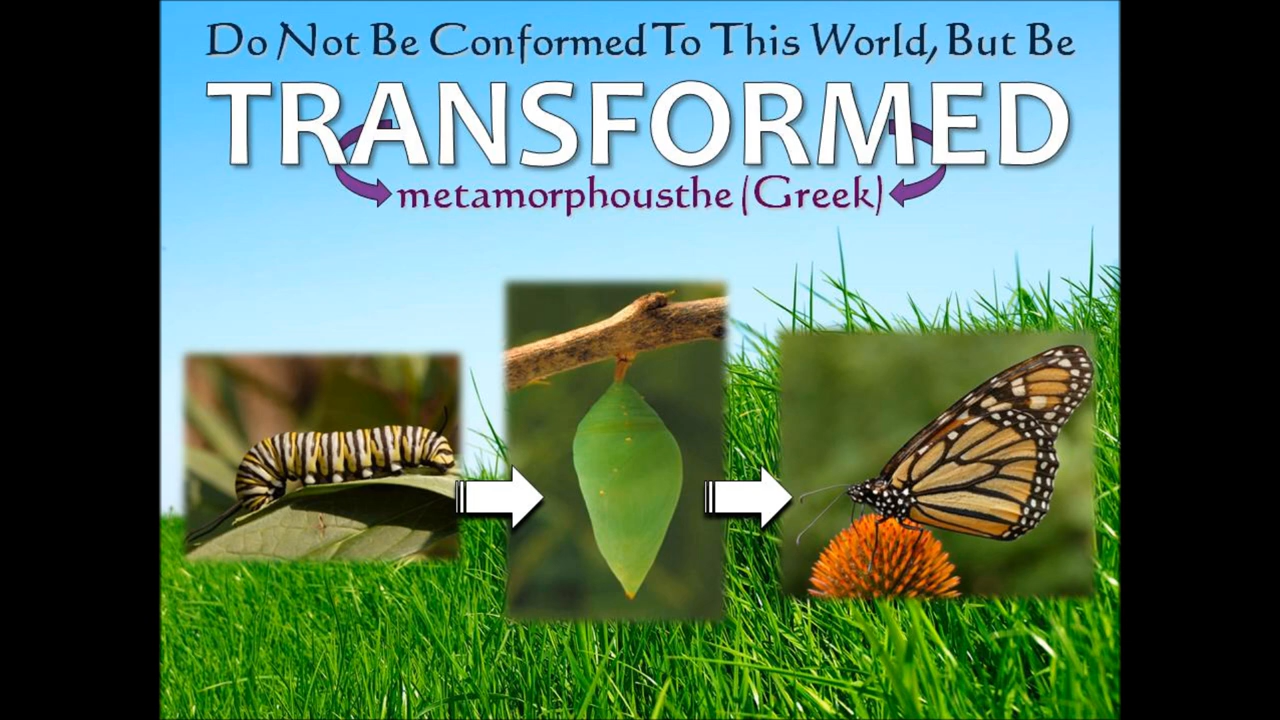 Do Not Be Conformed To This World, But Be
TRANSFORMED
metamorphousthe (Greek)